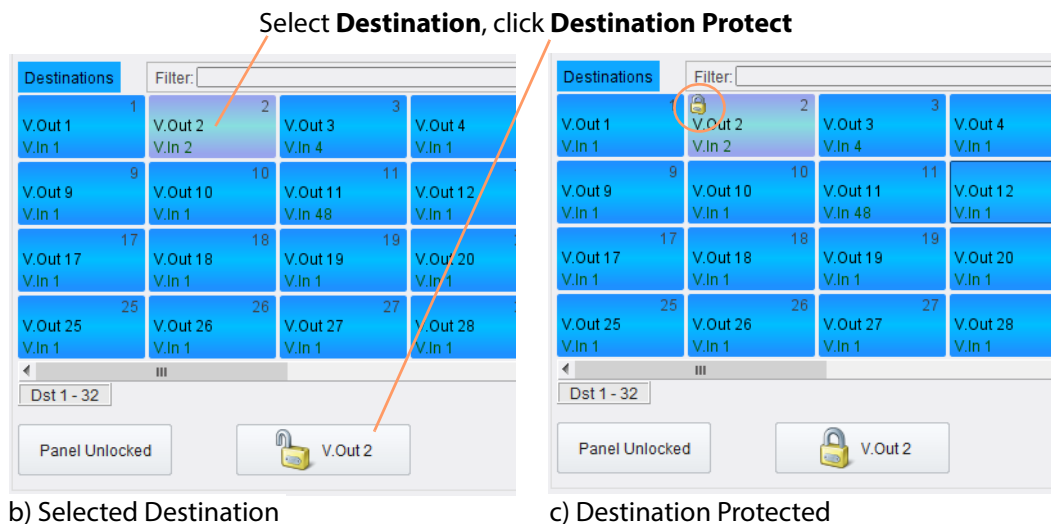 Select Destination, click Destination Protect
Destinations
Filter:
1
V.Out 1
V.In 1
2
V.Out 2
V.In 2
3
V.Out 3
V.In 4
V.Out 4
V.In 1
9
V.Out 9
V.In 1
10
V.Out 10
V.In 1
11
V.Out 11
V.In 48
V.Out 12
V.In 1
17
V.Out 17
V.In 1
18
V.Out 18
V.In 1
19
V.Out 19
V.In 1
V.Out 20
V.In 1
25
V.Out 25
V.In 1
26
V.Out 26
V.In 1
27
V.Out 27
V.In 1
V.Out 28
V.In 1
Dst 1 - 32
Panel Unlocked
V.Out 2
b) Selected Destination
Destinations
Filter:
1
V.Out 1
V.In 1
2
V.Out 2
V.In 2
3
V.Out 3
V.In 4
V.Out 4
V.In 1
9
V.Out 9
V.In 1
10
V.Out 10
V.In 1
11
V.Out 11
V.In 48
V.Out 12
V.In 1
17
V.Out 17
V.In 1
18
V.Out 18
V.In 1
19
V.Out 19
V.In 1
V.Out 20
V.In 1
25
V.Out 25
V.In 1
26
V.Out 26
V.In 1
27
V.Out 27
V.In 1
V.Out 28
V.In 1
Dst 1 - 32
Panel Unlocked
V.Out 2
c) Destination Protected